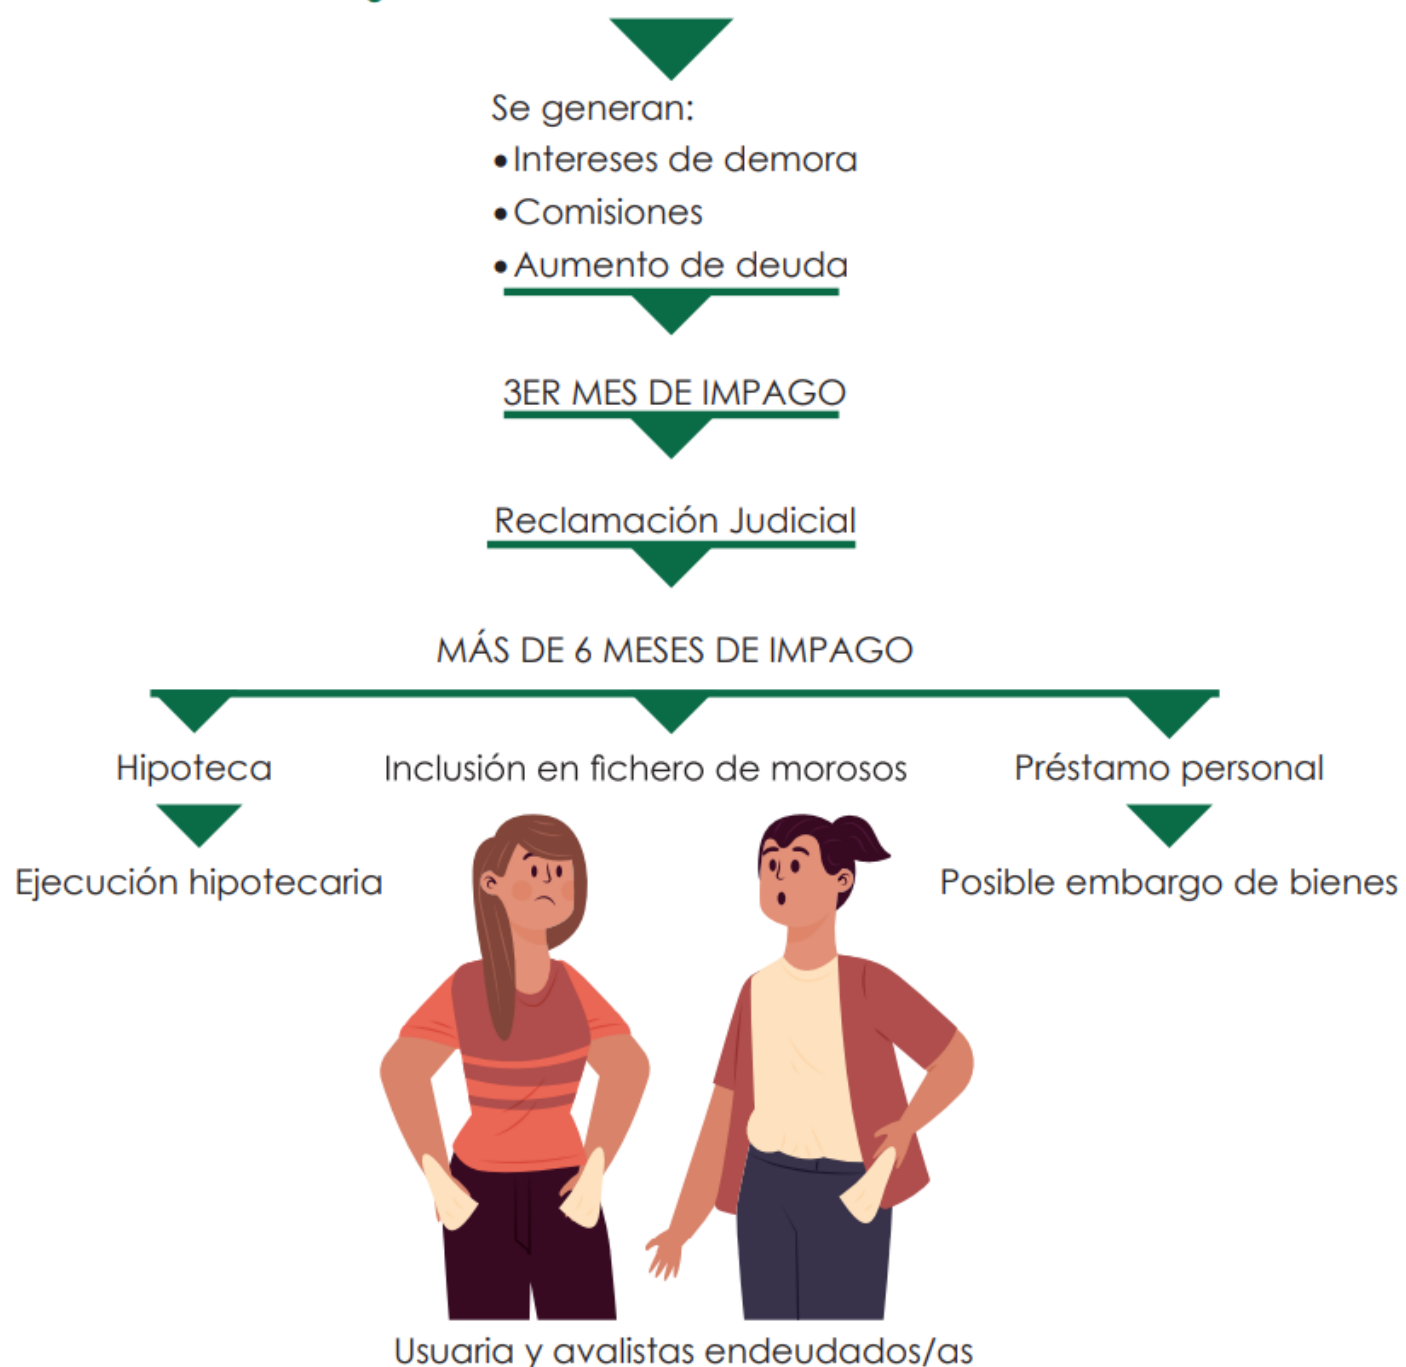 Se generan:
•Intereses de demora
•Comisiones
•Aumento de deuda
3ER MES DE IMPAGO
Reclamación Judicial
MÁS DE 6 MESES DE IMPAGO
Hipoteca Inclusión en fichero de morosos Préstamo personal
Ejecución hipotecaria Posible embargo de bienes
Usuaria y avalistas endeudados/as